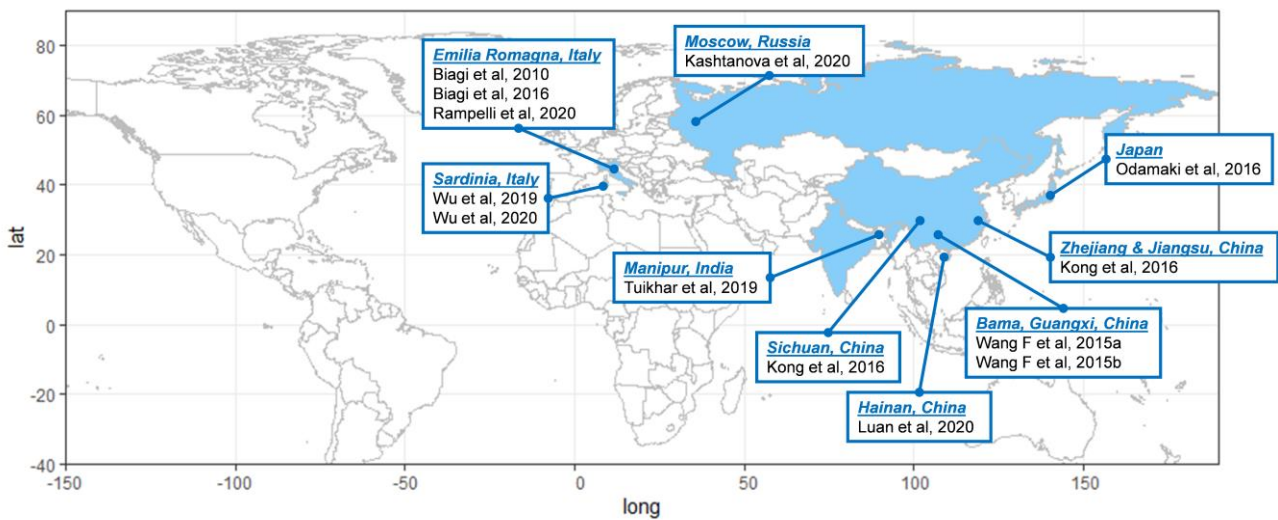 Emilia Romagna, Italy
Biagi et al, 2010
Biagi et al, 2016
Rampelli et al, 2020
Moscow, Russia
Kashtanova et al, 2020
Japan
Odamaki et al, 2016
Sardinia, Italy
Wu et al, 2019
Wu et al, 2020
Manipur, India
Tuikhar et al, 2019
Zhejiang & Jiangsu, China
Kong et al, 2016
Sichuan, China
Kong et al, 2016
Bama, Guangxi, China
Wang F et al, 2015a
Wang F et al, 2015b
Hainan, China
Luan et al, 2020
lat
80
60
40
20
0
-20
-40
-150
-100
-50
0
50
100
150
long